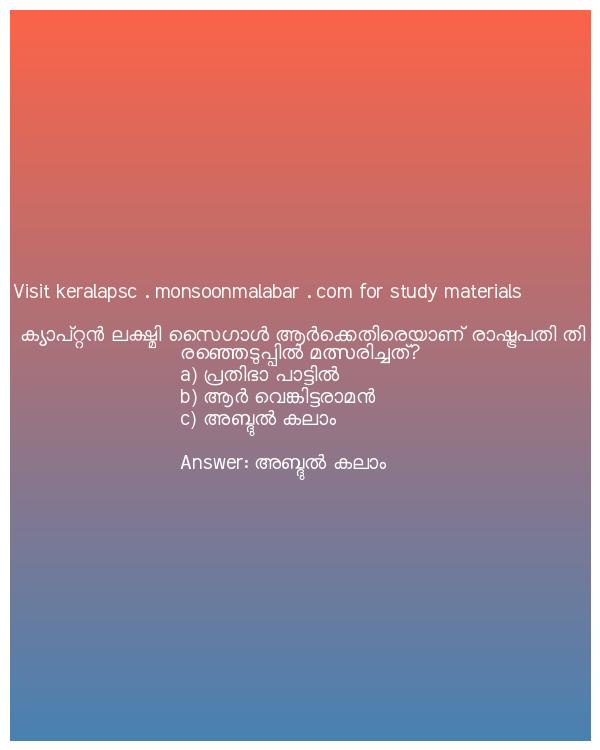 Visit keralapsc . monsoonmalabar . com for study materials
ക്യാപ്റ്റൻ ലക്ഷ്മി സൈഗാൾ ആർക്കെതിരെയാണ് രാഷ്ട്രപതി തി
രഞ്ഞെടുപ്പിൽ മത്സരിച്ചത്?
a) പ്രതിഭാ പാട്ടിൽ
b) ആർ വെങ്കിട്ടരാമൻ
c) അബ്ദുൽ കലാം
Answer: അബ്ദുൽ കലാം